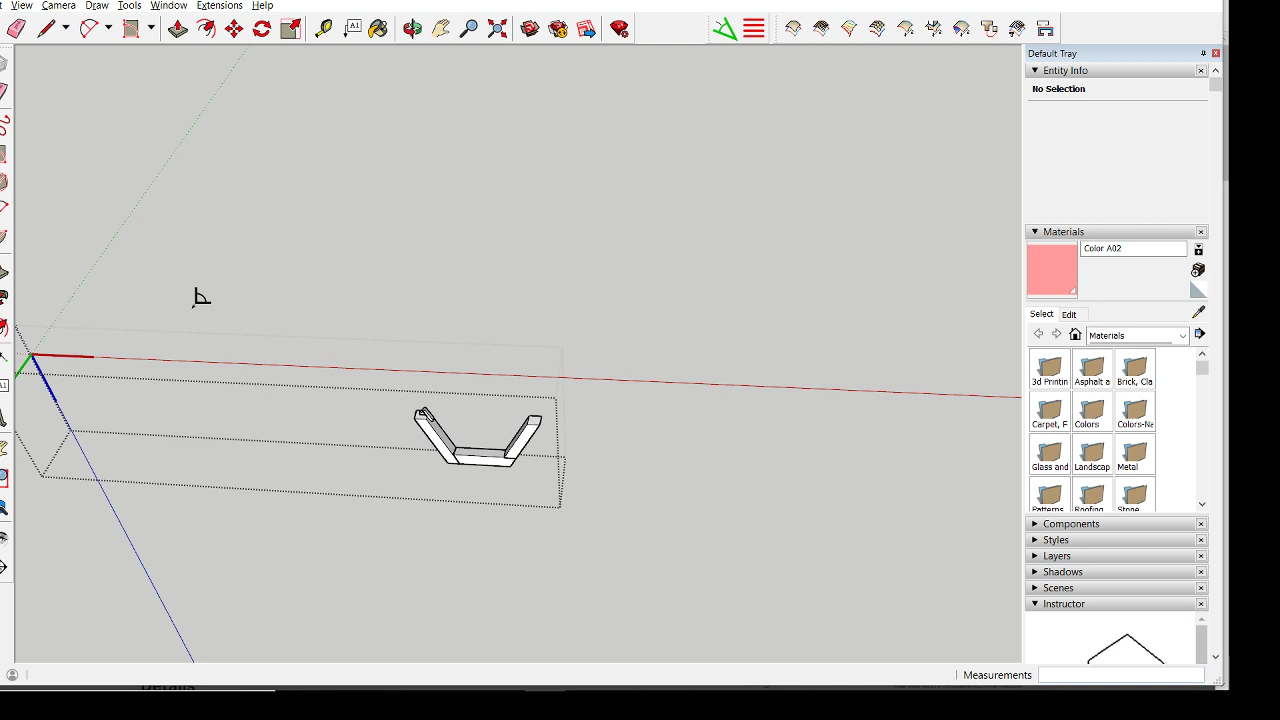 View Camera Draw Window Tools Extensions Help
A1
Default Tray
Entity Info
No Selection
Materials
Color A02
Select Edit
Materials
3d Printin Asphalt a Brick, Cla
Carpet, F Colors Colors-Na
Glass and Landscap Metal
Patterns Roofing Stone
Components
Styles
Layers
Shadows
Scenes
Instructor
Measurements